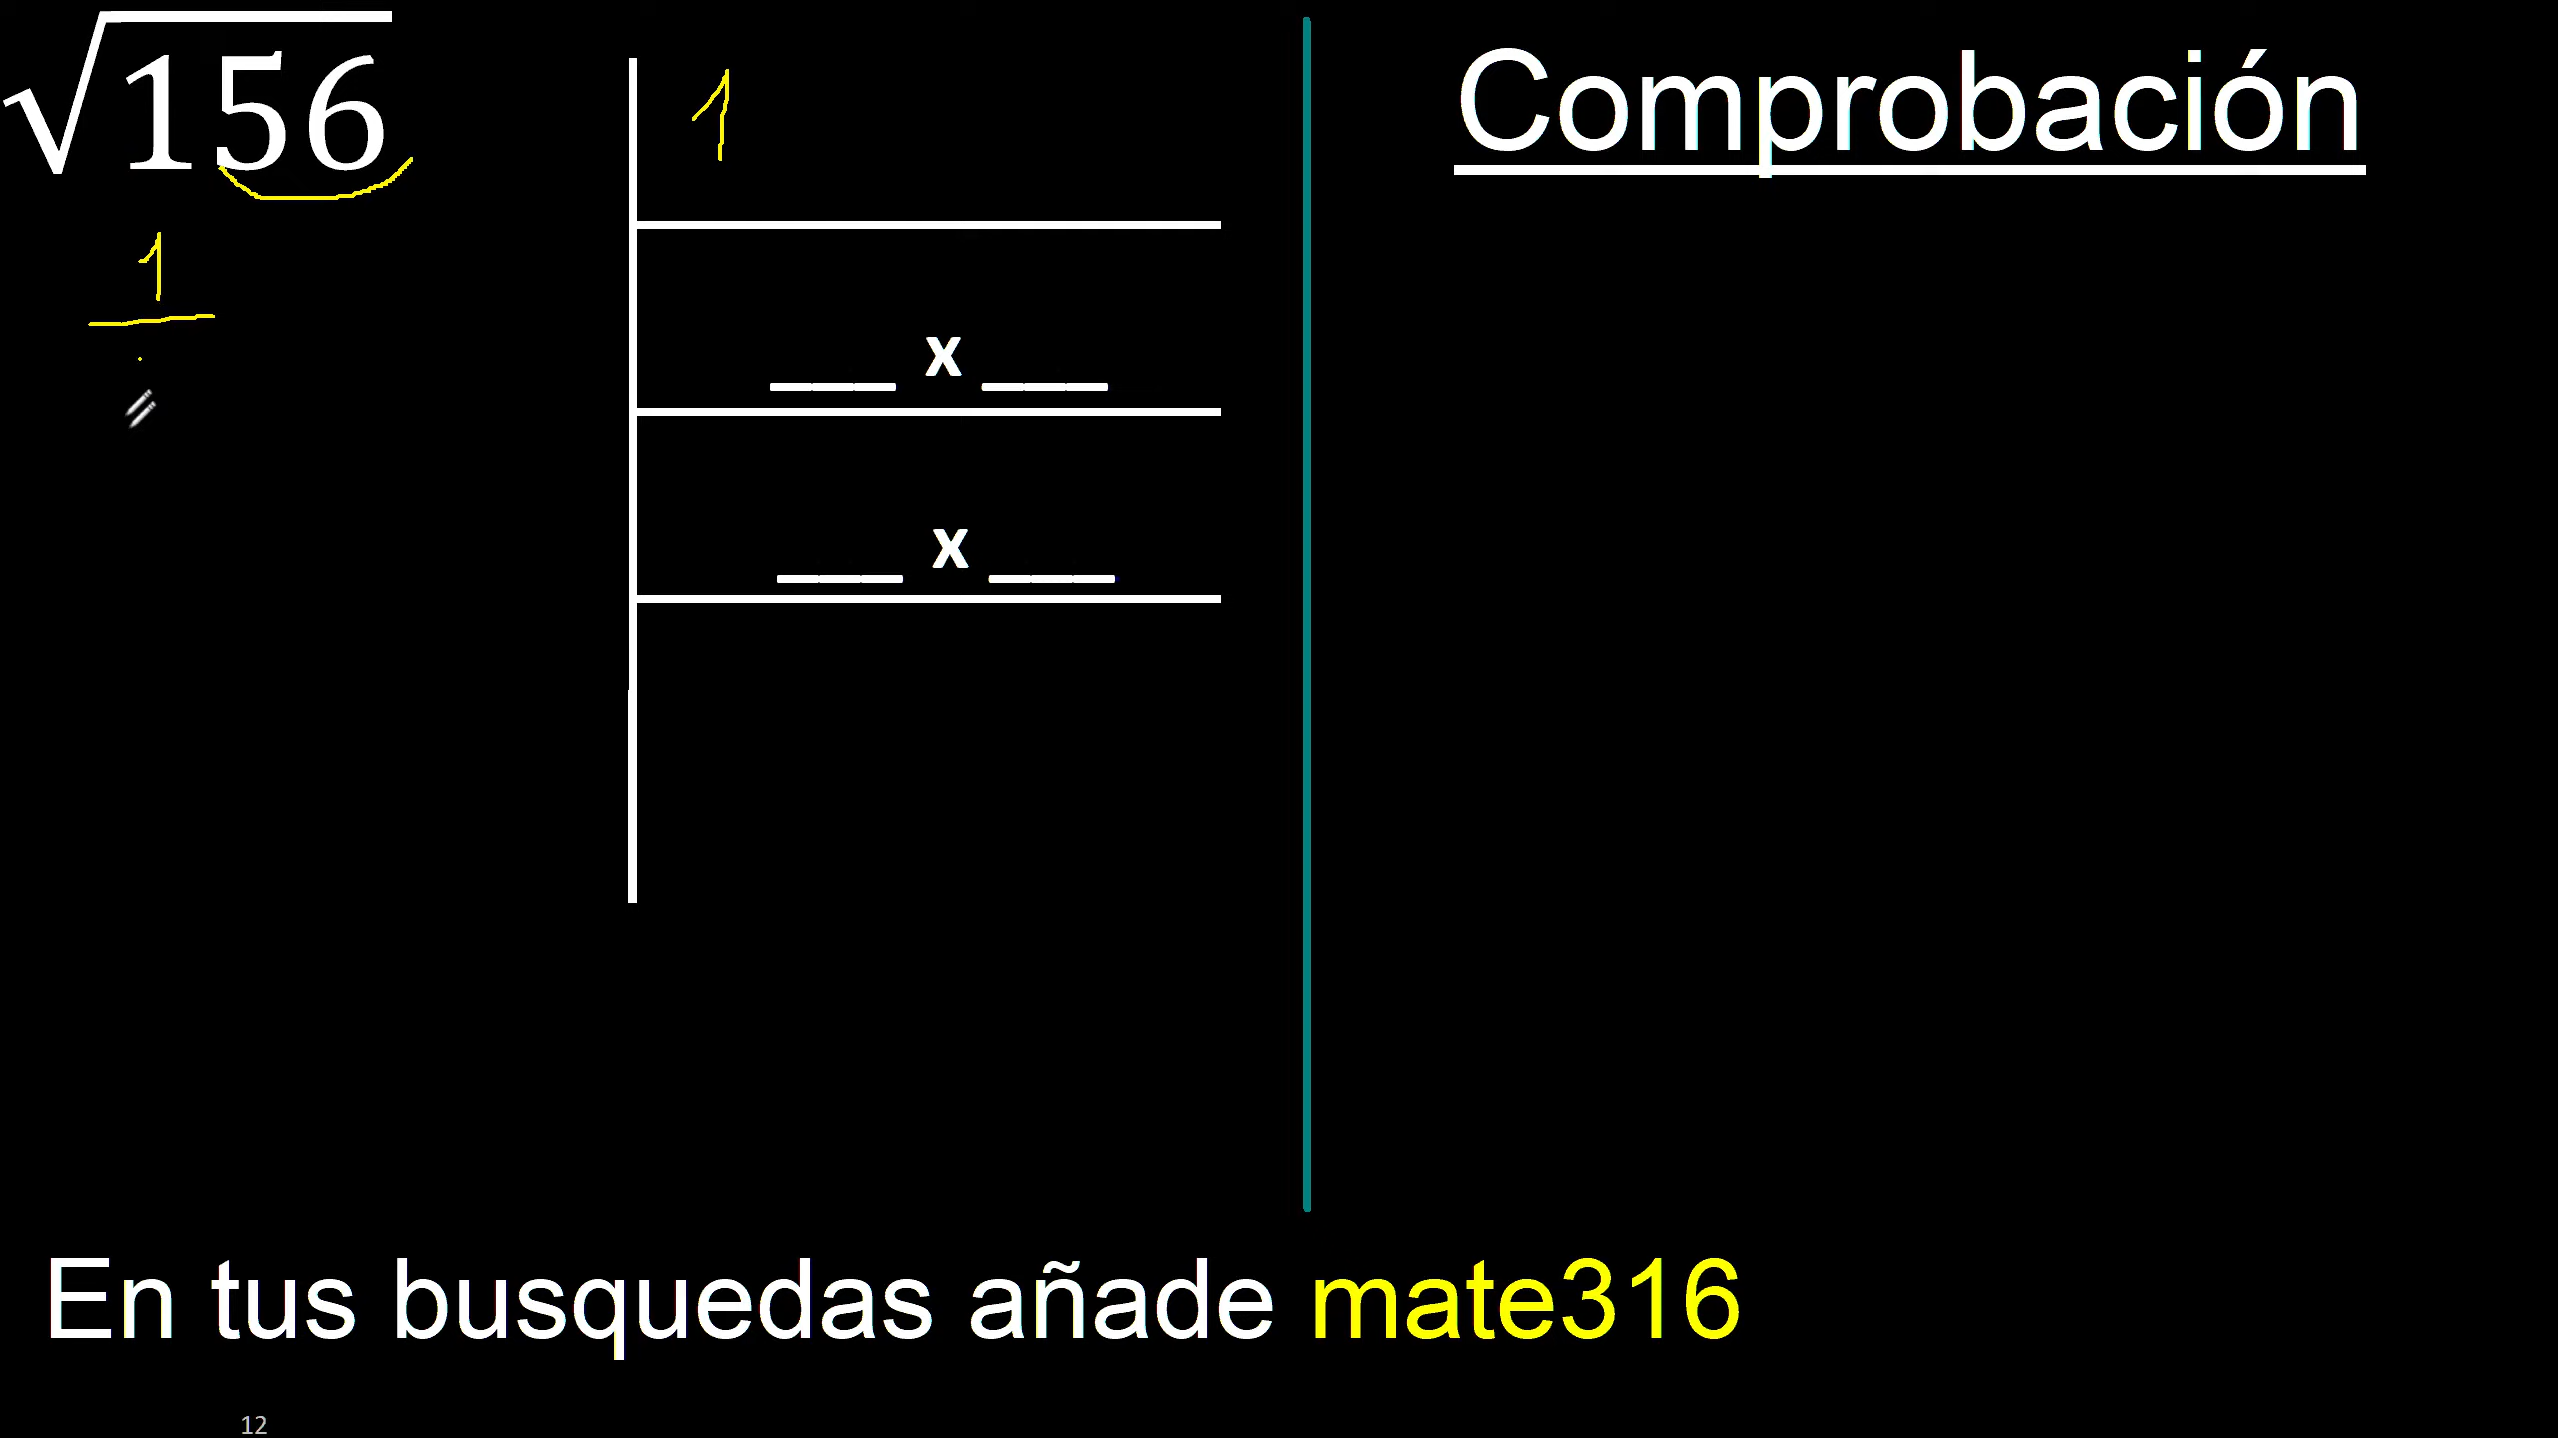 √156
1
1
___ x ___
___ x ___
Comprobación
En tus busquedas añade mate316
12